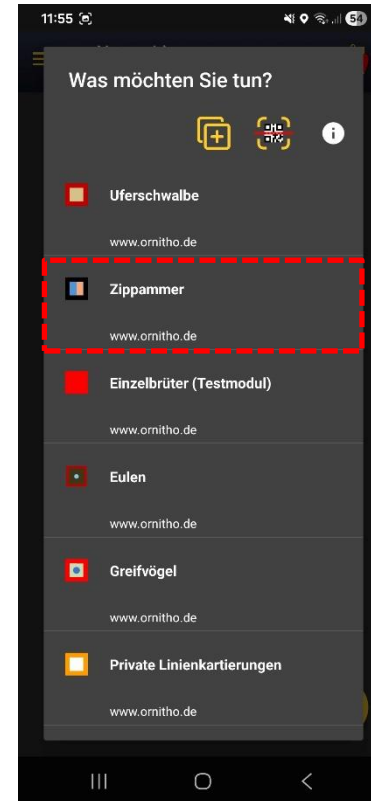 11:55
54
Was möchten Sie tun?
Uferschwalbe
www.ornitho.de
Zippammer
www.ornitho.de
Einzelbrüter (Testmodul)
www.ornitho.de
Eulen
www.ornitho.de
Greifvögel
www.ornitho.de
Private Linienkartierungen
www.ornitho.de